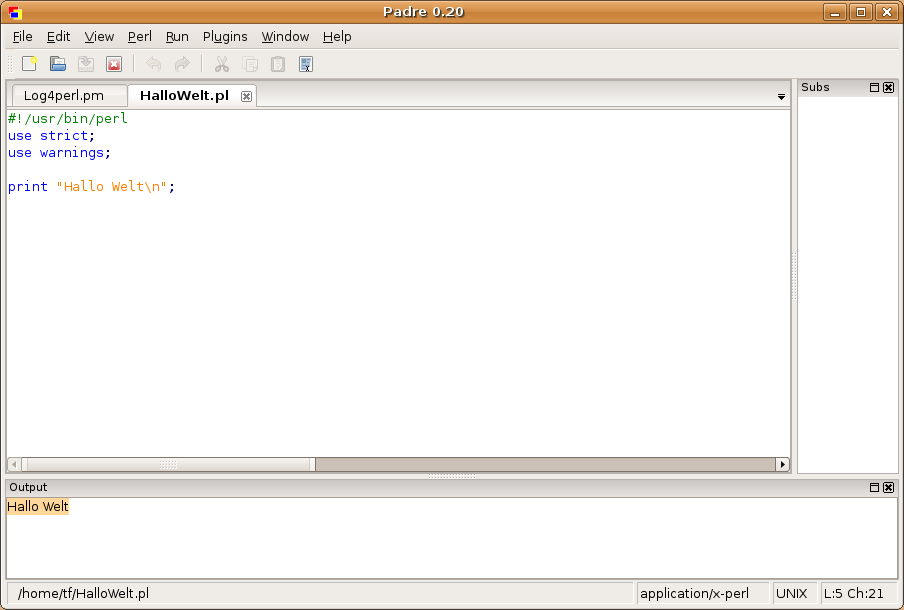 Padre 0.20
File Edit View Perl Run Plugins Window Help
Log4perl.pm HalloWelt.pl
Subs
#!/usr/bin/perl
use strict;
use warnings;
print "Hallo Welt\n";
Output
Hallo Welt
/home/tf/HalloWelt.pl application/x-perl UNIX L:5 Ch:21